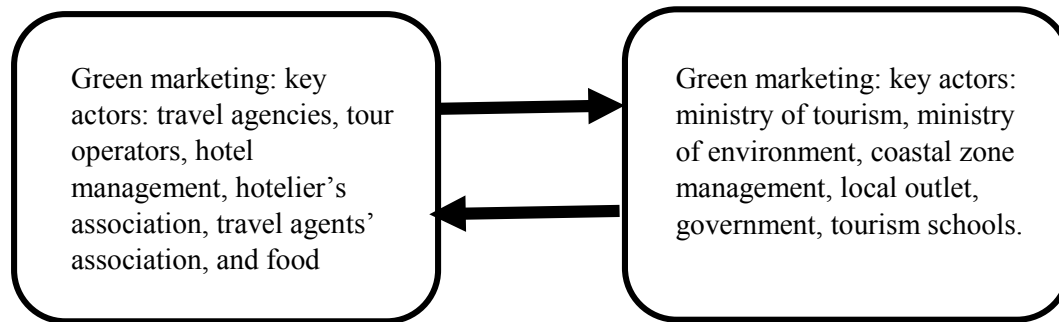 Green marketing: key
actors: travel agencies, tour
operators, hotel
management, hotelier’s
association, travel agents’
association, and food
Green marketing: key actors:
ministry of tourism, ministry
of environment, coastal zone
management, local outlet,
government, tourism schools.